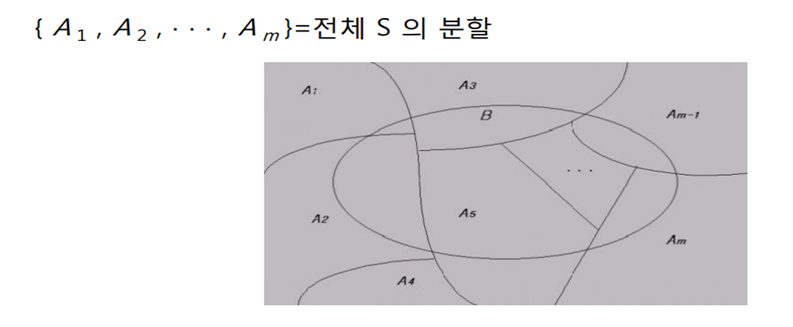 { A₁ , A₂ , · · · , Aₘ}=전체 S 의 분할
A₁ A₃
B Aₘ₋₁
· · ·
A₂ A₅
Aₘ
A₄